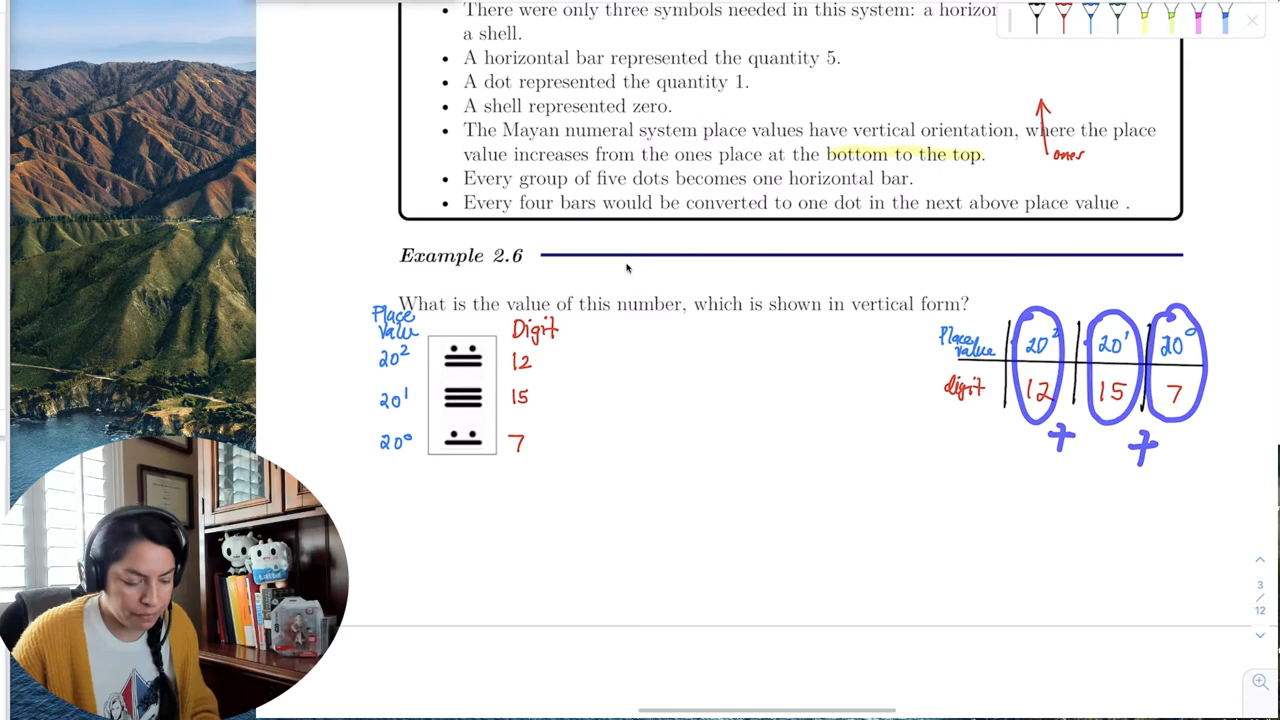 There were only three symbols needed in this system: a horizon
a shell.
A horizontal bar represented the quantity 5.
A dot represented the quantity 1.
A shell represented zero.
The Mayan numeral system place values have vertical orientation, where the place
value increases from the ones place at the bottom to the top.
ones
Every group of five dots becomes one horizontal bar.
Every four bars would be converted to one dot in the next above place value .
Example 2.6
What is the value of this number, which is shown in vertical form?
Place
value
Digit
20² 12
20¹ 15
20⁰ 7
Place
value 20² 20¹ 20⁰
digit 12 15 7
+ +
3
/
12